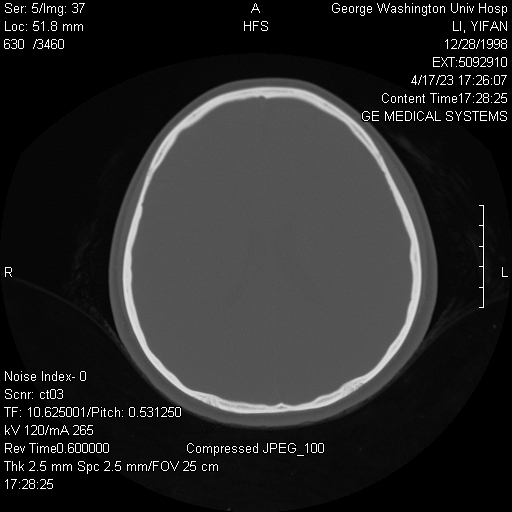 Ser: 5/Img: 37
Loc: 51.8 mm
630 /3460
A
HFS
George Washington Univ Hosp
LI, YIFAN
12/28/1998
EXT:5092910
4/17/23 17:26:07
Content Time17:28:25
GE MEDICAL SYSTEMS
R
L
Noise Index- 0
Scnr: ct03
TF: 10.625001/Pitch: 0.531250
kV 120/mA 265
Rev Time0.600000
Compressed JPEG_100
Thk 2.5 mm Spc 2.5 mm/FOV 25 cm
17:28:25